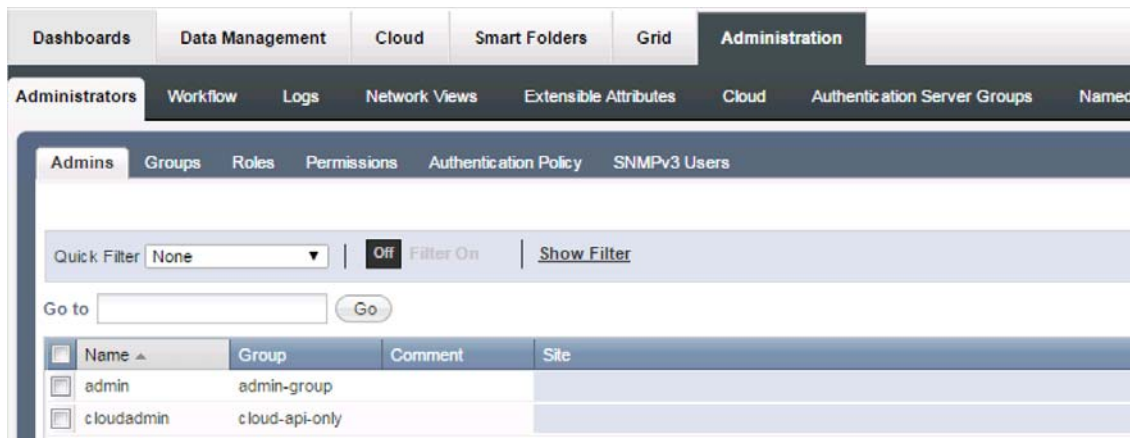 Dashboards Data Management Cloud Smart Folders Grid Administration
Administrators Workflow Logs Network Views Extensible Attributes Cloud Authentication Server Groups Named
Admins Groups Roles Permissions Authentication Policy SNMPv3 Users
Quick Filter None Off Filter On Show Filter
Go to Go
Name Group Comment Site
admin admin-group
cloudadmin cloud-api-only